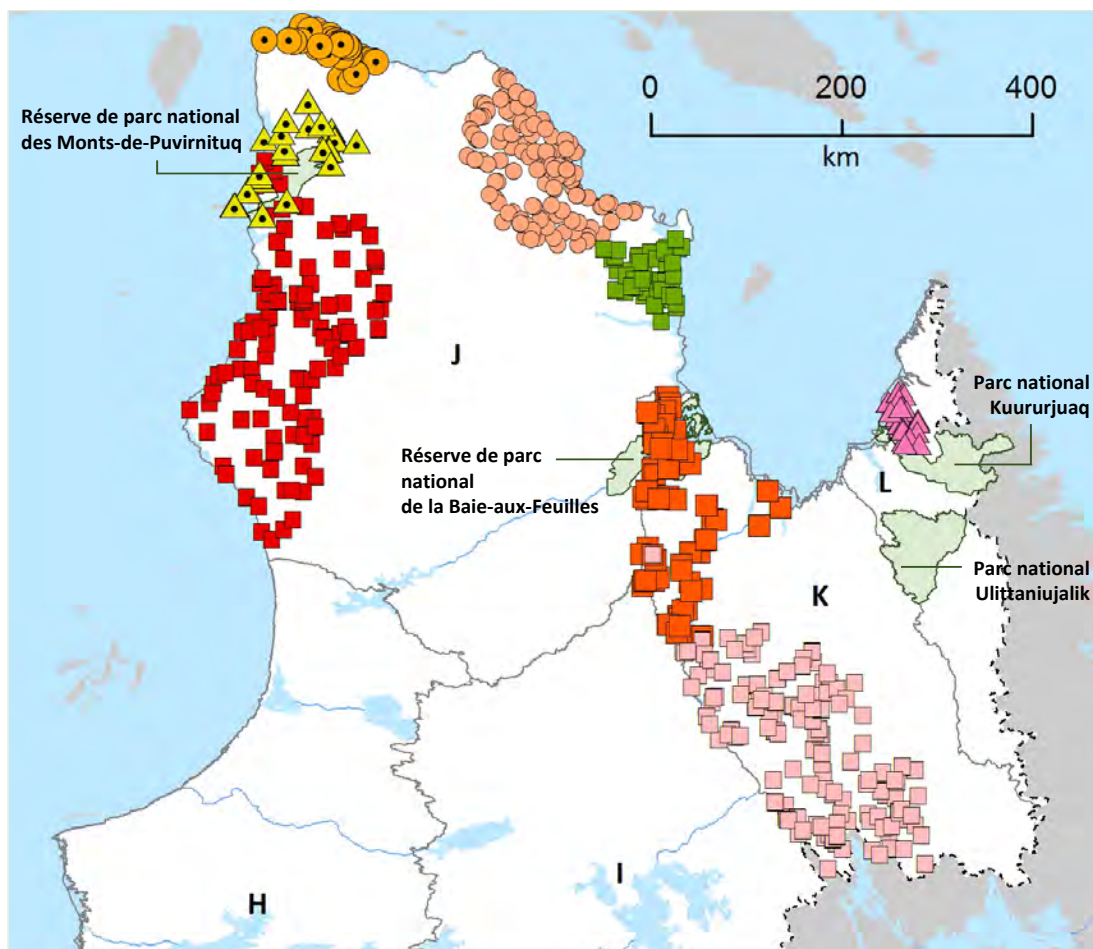 0 200 400
km
Réserve de parc national
des Monts-de-Puvirnituq
J
Parc national
Kuururjuaq
Réserve de parc
national
de la Baie-aux-Feuilles
L
Parc national
Ulittaniujalik
K
I
H